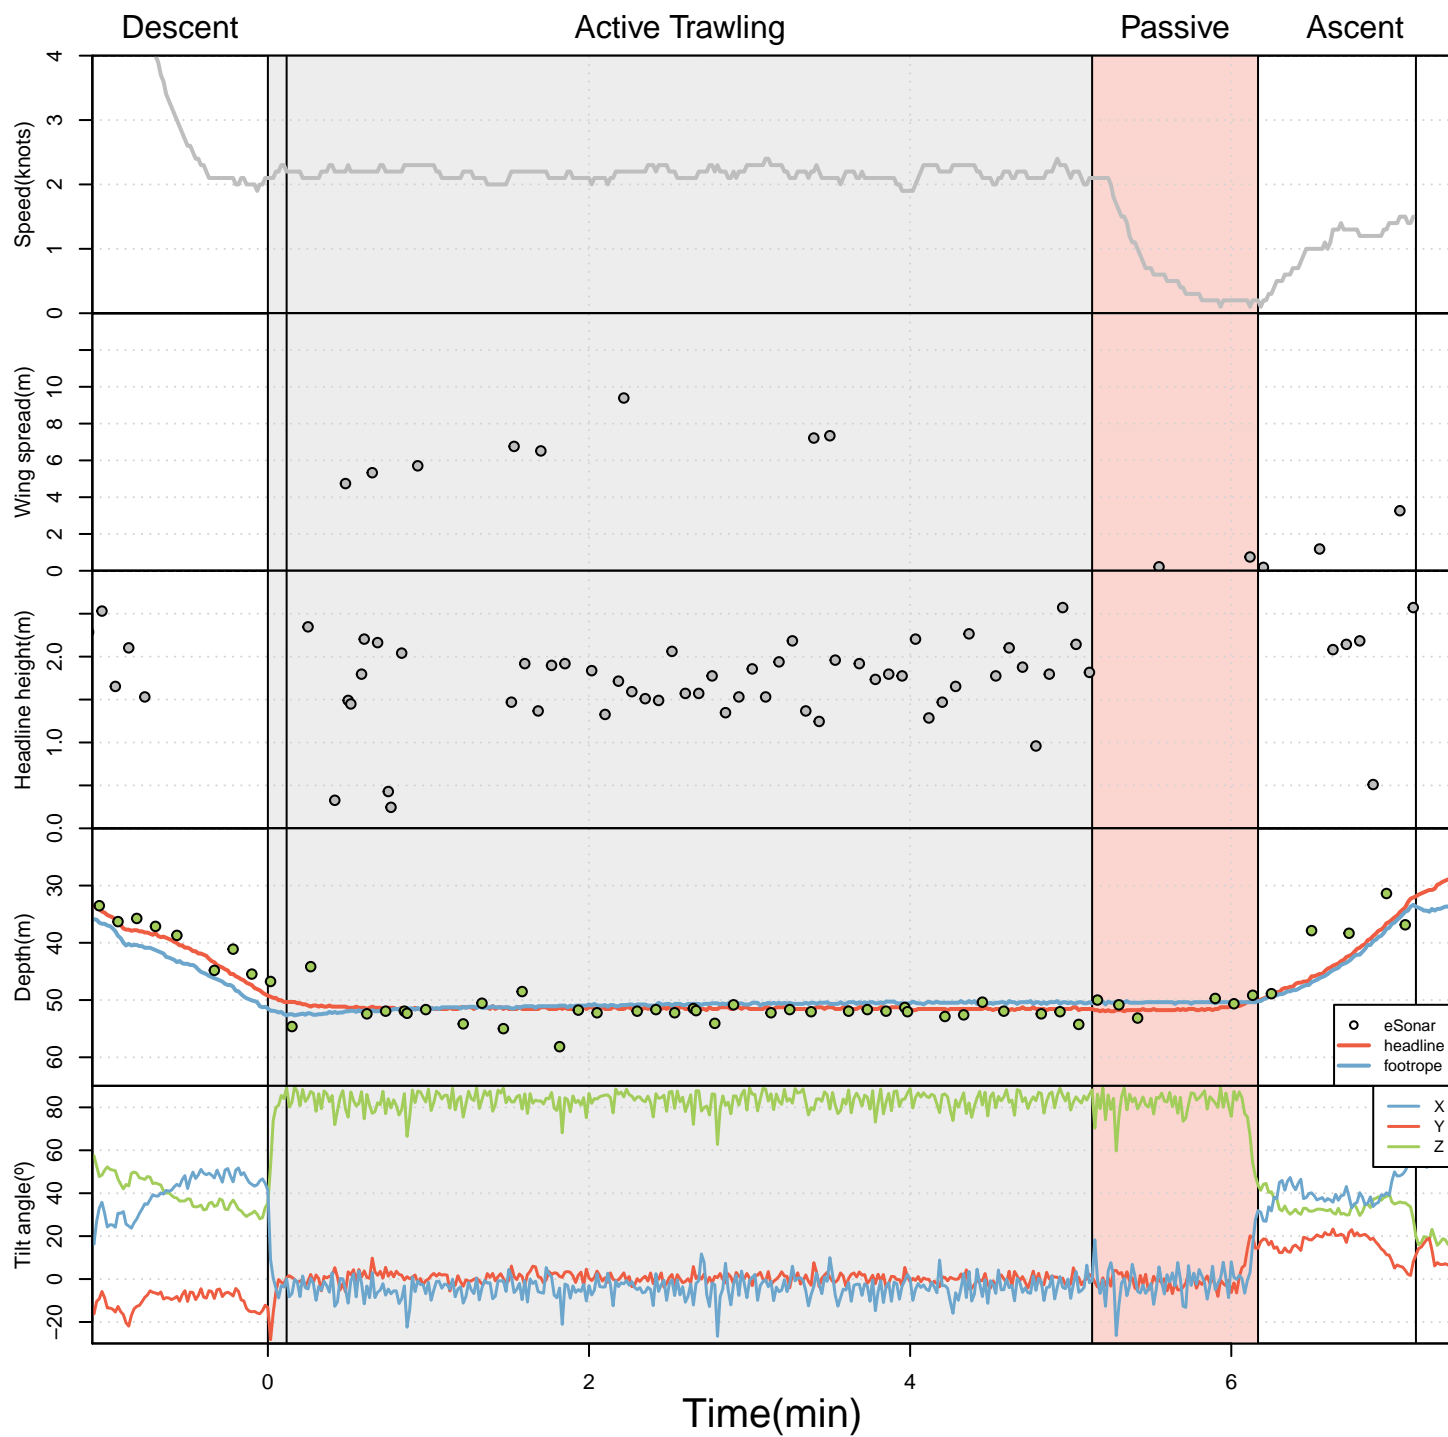 Descent Active Trawling Passive Ascent
Speed(knots)
4
3
2
1
0
Wing spread(m)
10
8
6
4
2
0
Headline height(m)
2.0
1.0
0.0
Depth(m)
30
40
50
60
eSonar
headline
footrope
Tilt angle(º)
80
60
40
20
0
−20
X
Y
Z
0 2 4 6
Time(min)